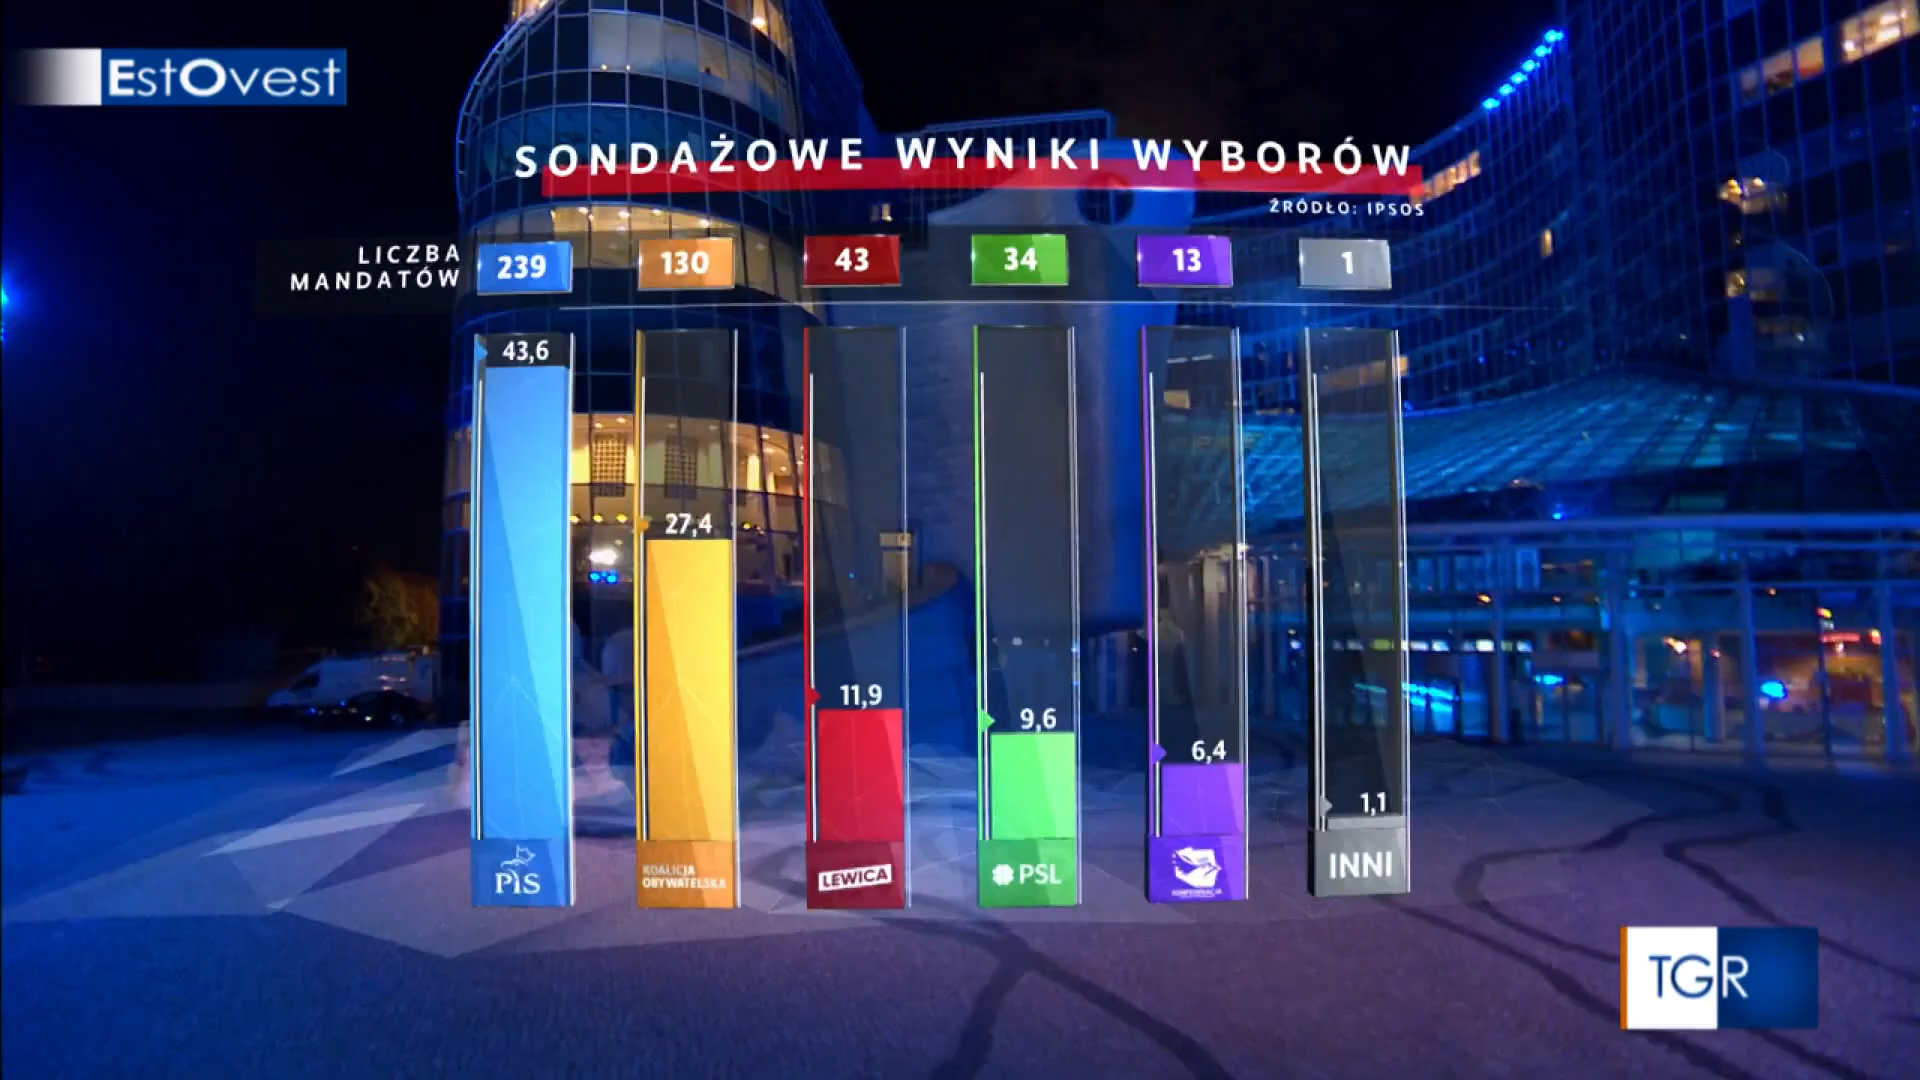 EstOvest
SONDAŻOWE WYNIKI WYBORÓW
ŹRÓDŁO: IPSOS
LICZBA
MANDATÓW
239 130 43 34 13 1
43,6
27,4
11,9
9,6
6,4
1,1
PiS
KOALICJA
OBYWATELSKA
LEWICA
PSL
KONFEDERACJA
INNI
TGR